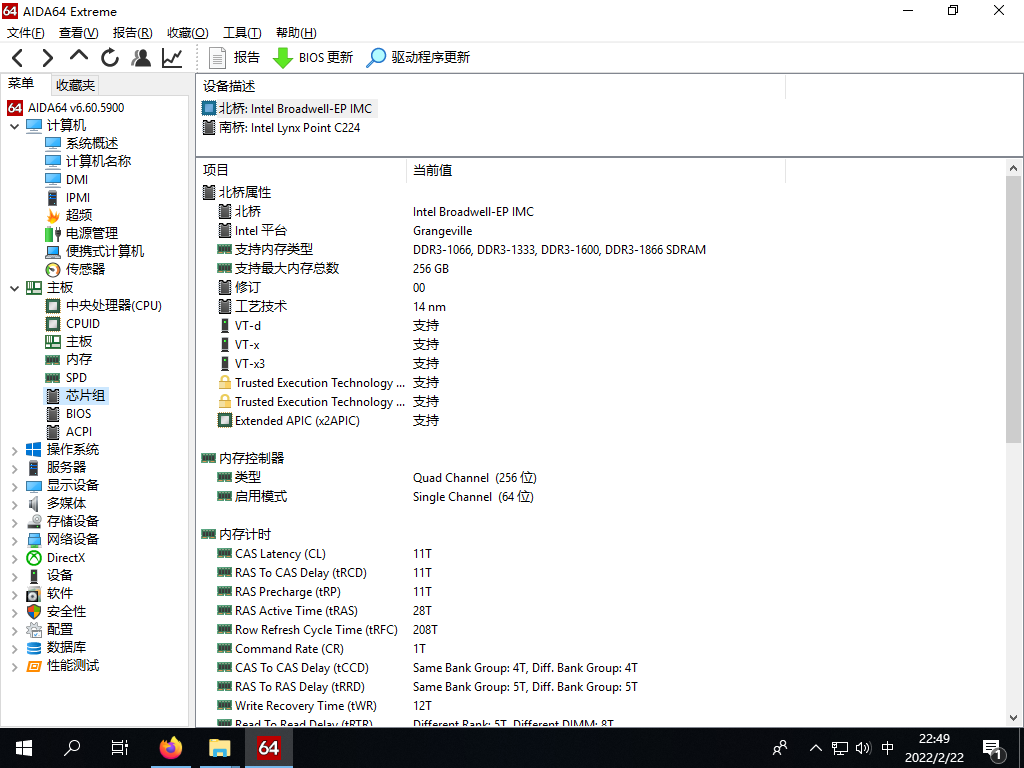 64 AIDA64 Extreme
文件(F) 查看(V) 报告(R) 收藏(O) 工具(T) 帮助(H)
报告 BIOS 更新 驱动程序更新
菜单 收藏夹
64 AIDA64 v6.60.5900
计算机
系统概述
计算机名称
DMI
IPMI
超频
电源管理
便携式计算机
传感器
主板
中央处理器(CPU)
CPUID
主板
内存
SPD
芯片组
BIOS
ACPI
操作系统
服务器
显示设备
多媒体
存储设备
网络设备
DirectX
设备
软件
安全性
配置
数据库
性能测试
设备描述
北桥: Intel Broadwell-EP IMC
南桥: Intel Lynx Point C224
项目 当前值
北桥属性
北桥 Intel Broadwell-EP IMC
Intel 平台 Grangeville
支持内存类型 DDR3-1066, DDR3-1333, DDR3-1600, DDR3-1866 SDRAM
支持最大内存总数 256 GB
修订 00
工艺技术 14 nm
VT-d 支持
VT-x 支持
VT-x3 支持
Trusted Execution Technology ... 支持
Trusted Execution Technology ... 支持
Extended APIC (x2APIC) 支持
内存控制器
类型 Quad Channel (256 位)
启用模式 Single Channel (64 位)
内存计时
CAS Latency (CL) 11T
RAS To CAS Delay (tRCD) 11T
RAS Precharge (tRP) 11T
RAS Active Time (tRAS) 28T
Row Refresh Cycle Time (tRFC) 208T
Command Rate (CR) 1T
CAS To CAS Delay (tCCD) Same Bank Group: 4T, Diff. Bank Group: 4T
RAS To RAS Delay (tRRD) Same Bank Group: 5T, Diff. Bank Group: 5T
Write Recovery Time (tWR) 12T
Read To Read Delay (tRTR) Different Rank: 5T, Different DIMM: 8T
64 中 22:49
2022/2/22 1